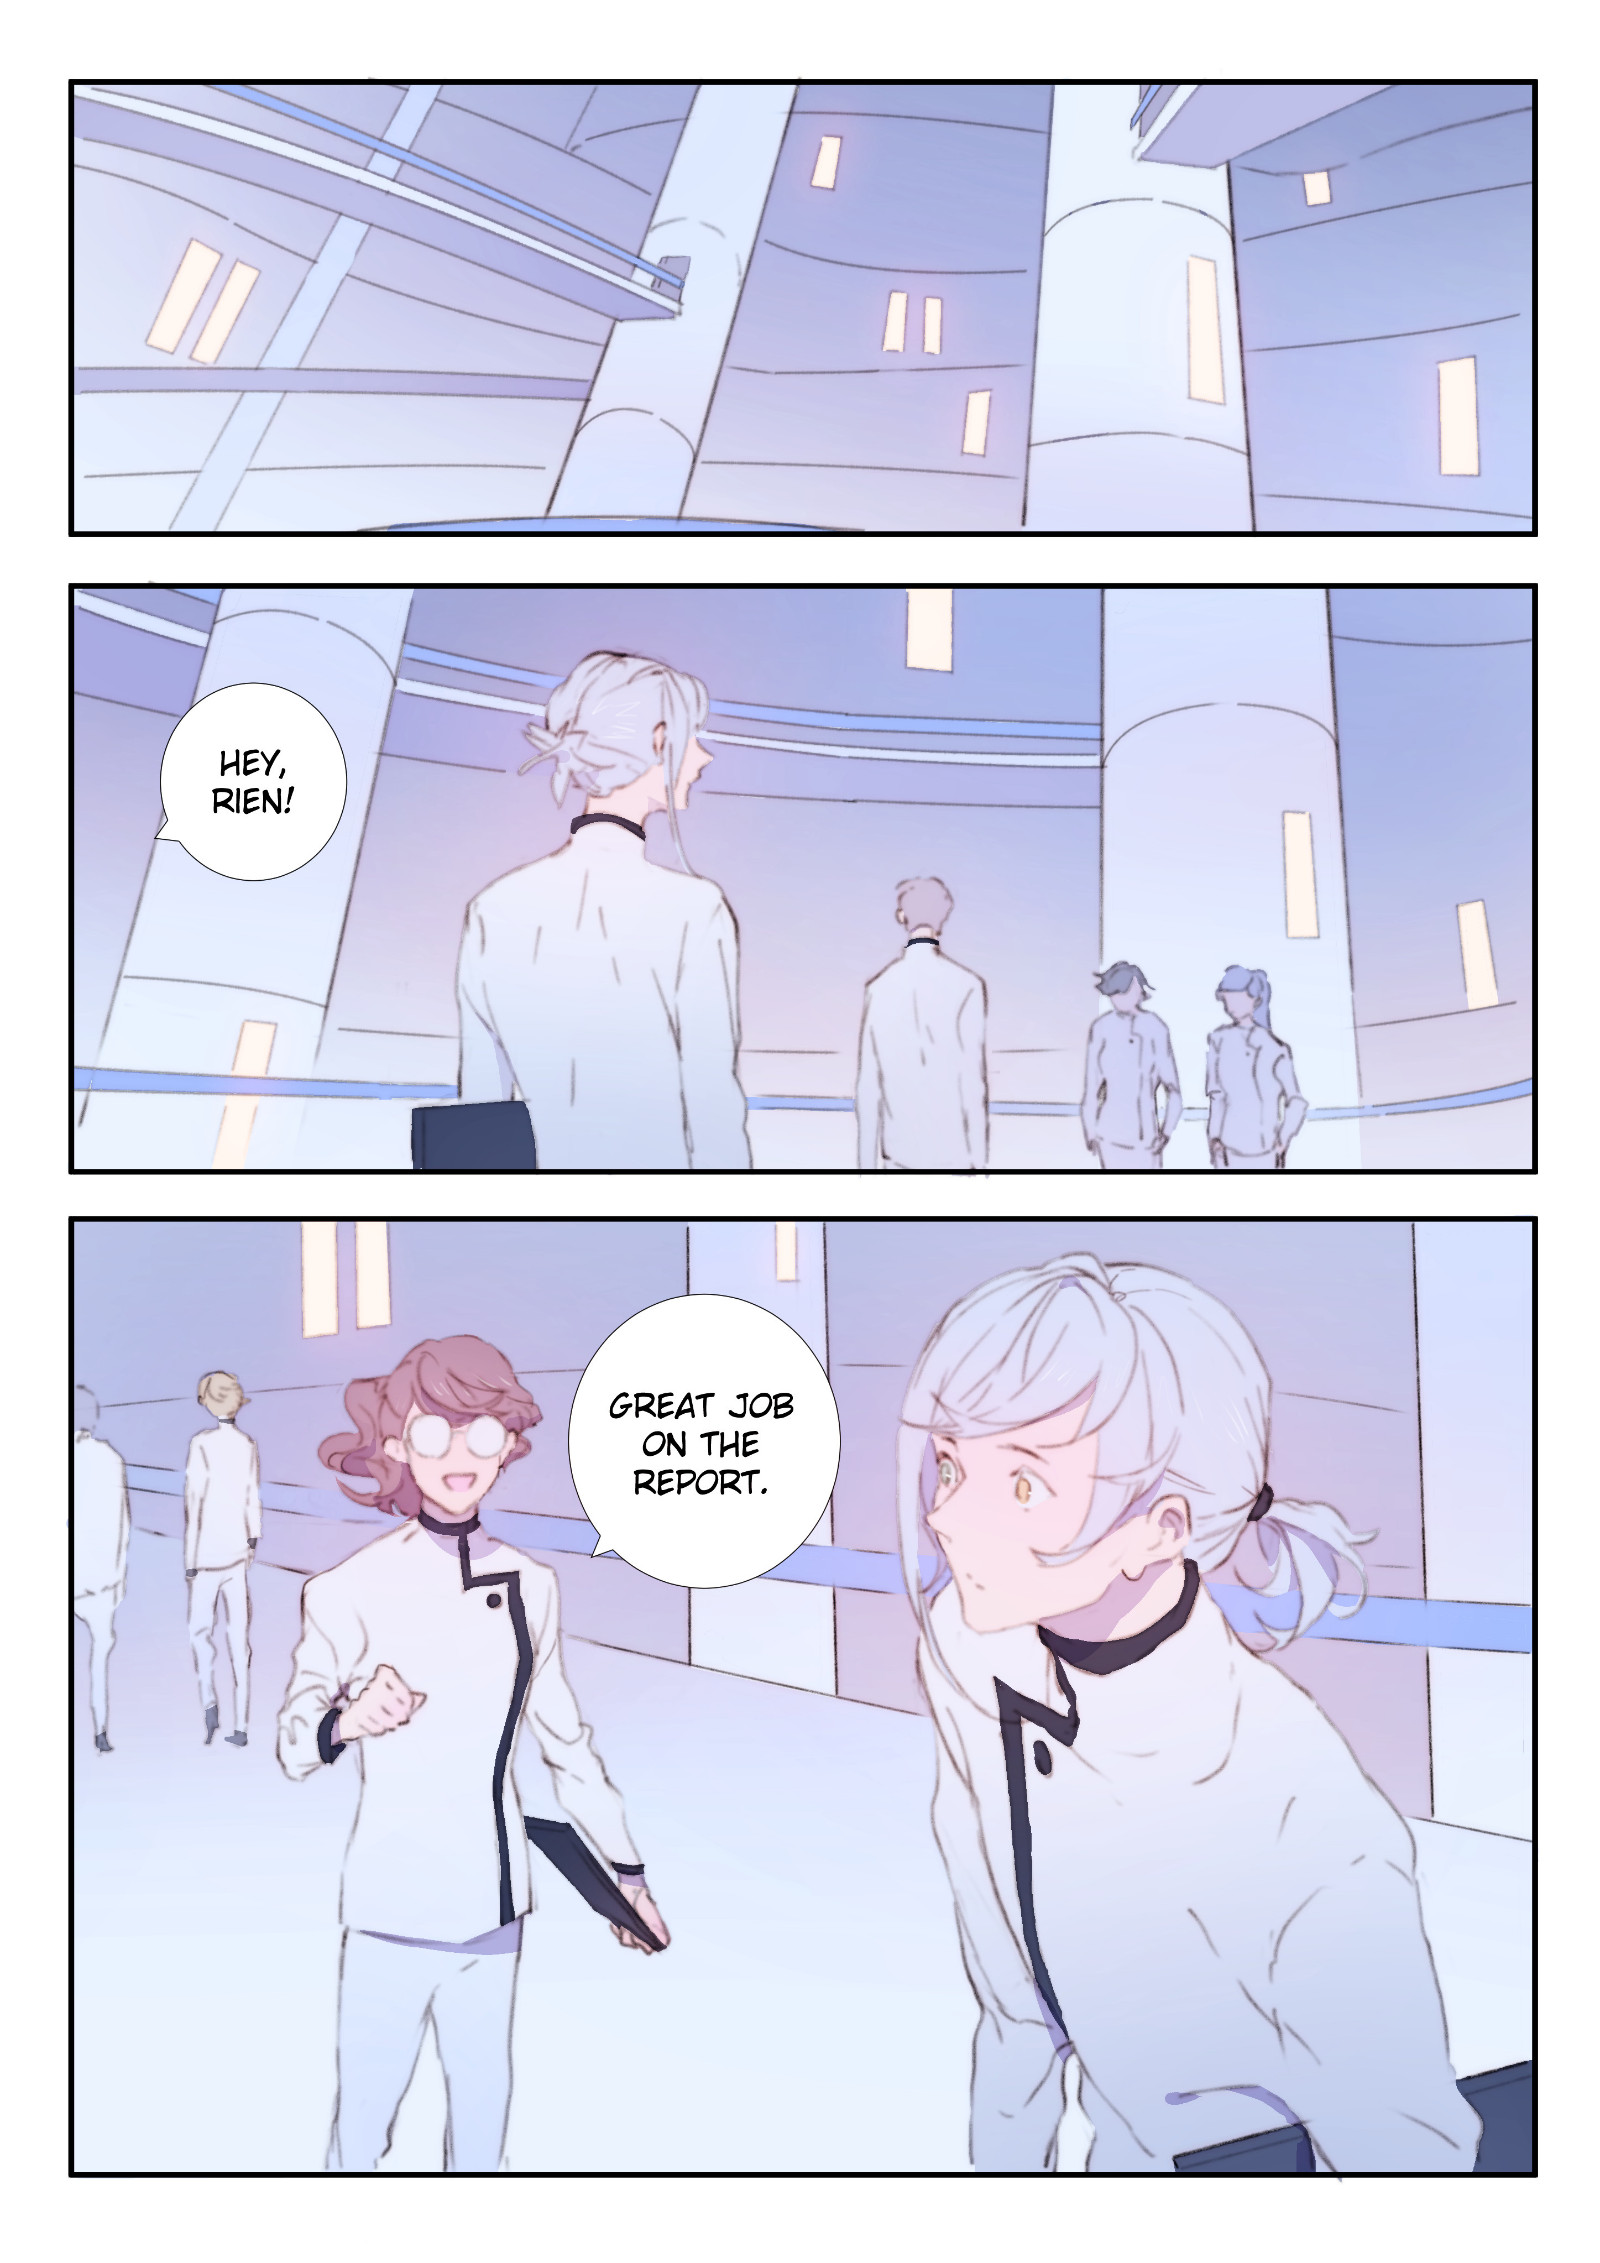 HEY,
RIEN!
GREAT JOB
ON THE
REPORT.